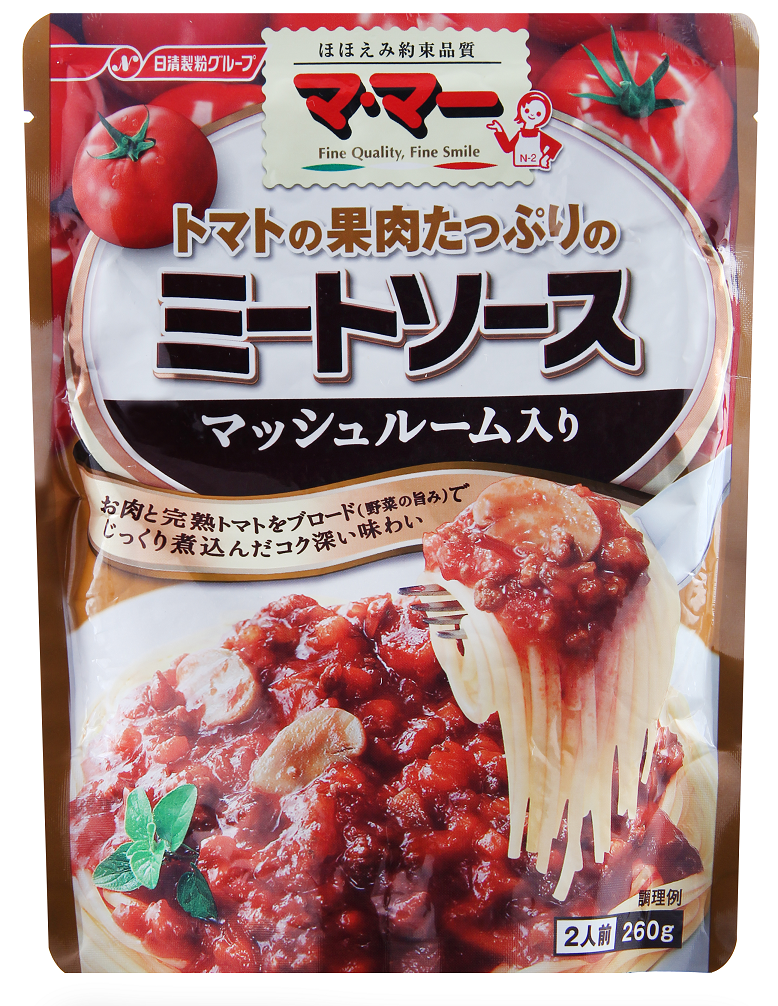 日清製粉グループ
ほほえみ約束品質
マ・マー
Fine Quality, Fine Smile
N-2
トマトの果肉たっぷりの
ミートソース
マッシュルーム入り
お肉と完熟トマトをブロード(野菜の旨み)で
じっくり煮込んだコク深い味わい
調理例
2人前 260g